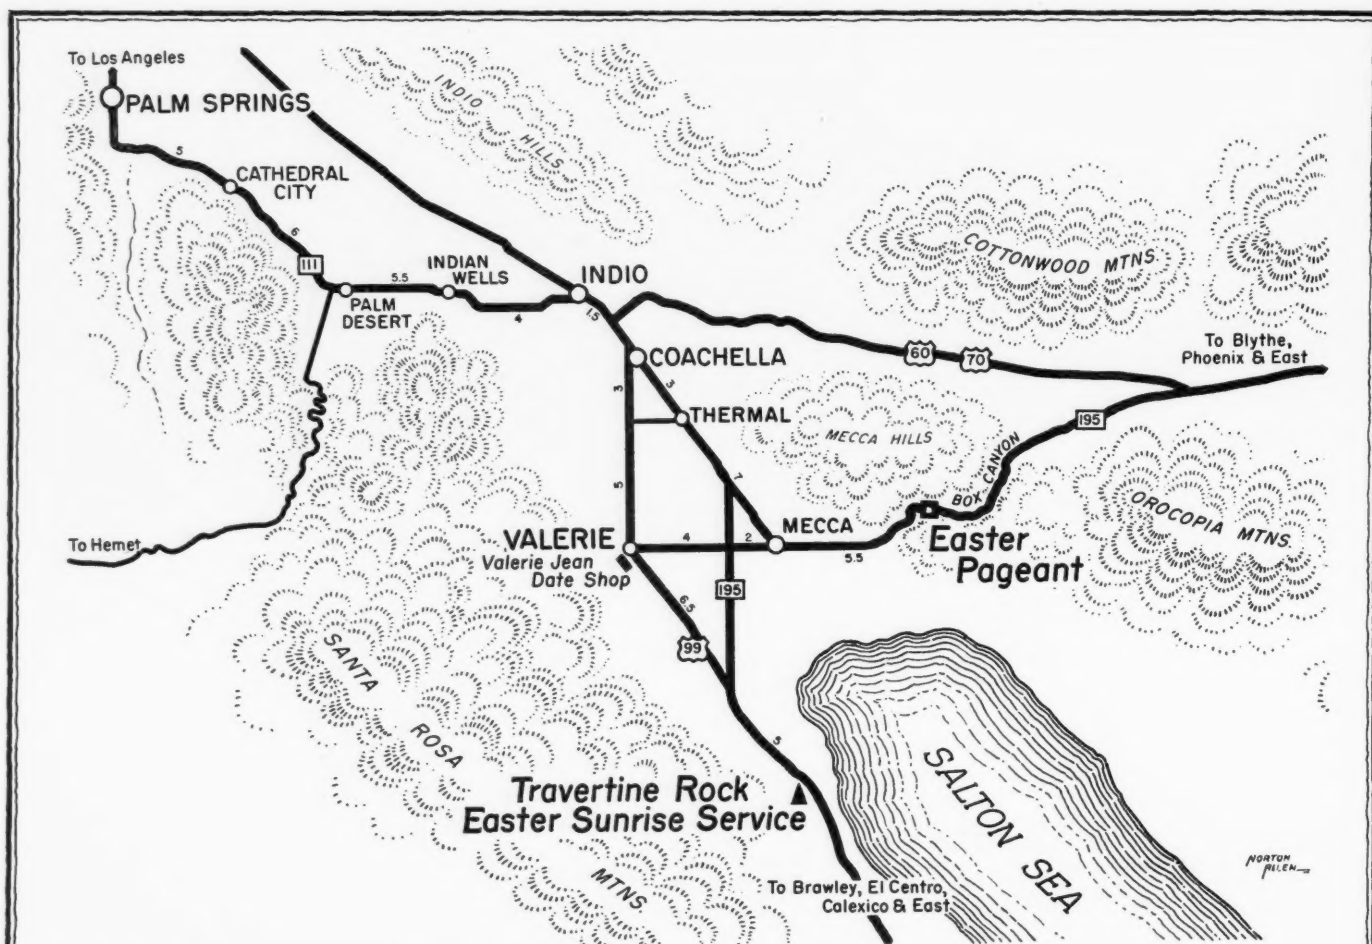 To Los Angeles
PALM SPRINGS
INDIO
HILLS
5
CATHEDRAL
CITY
COTTONWOOD MTNS.
6
111
5.5
INDIAN
WELLS
INDIO
PALM
DESERT
4
1.5
To Blythe,
Phoenix & East
60
70
COACHELLA
3
3
THERMAL
195
MECCA HILLS
BOX CANYON
7
5
OROCOPIA MTNS.
MECCA
To Hemet
VALERIE
4
2
5.5
Easter
Pageant
Valerie Jean
Date Shop
195
6.5
99
SANTA
ROSA
5
SALTON SEA
Travertine Rock
Easter Sunrise Service
MTNS
NORTON
ALLEN
To Brawley, El Centro,
Calexico & East